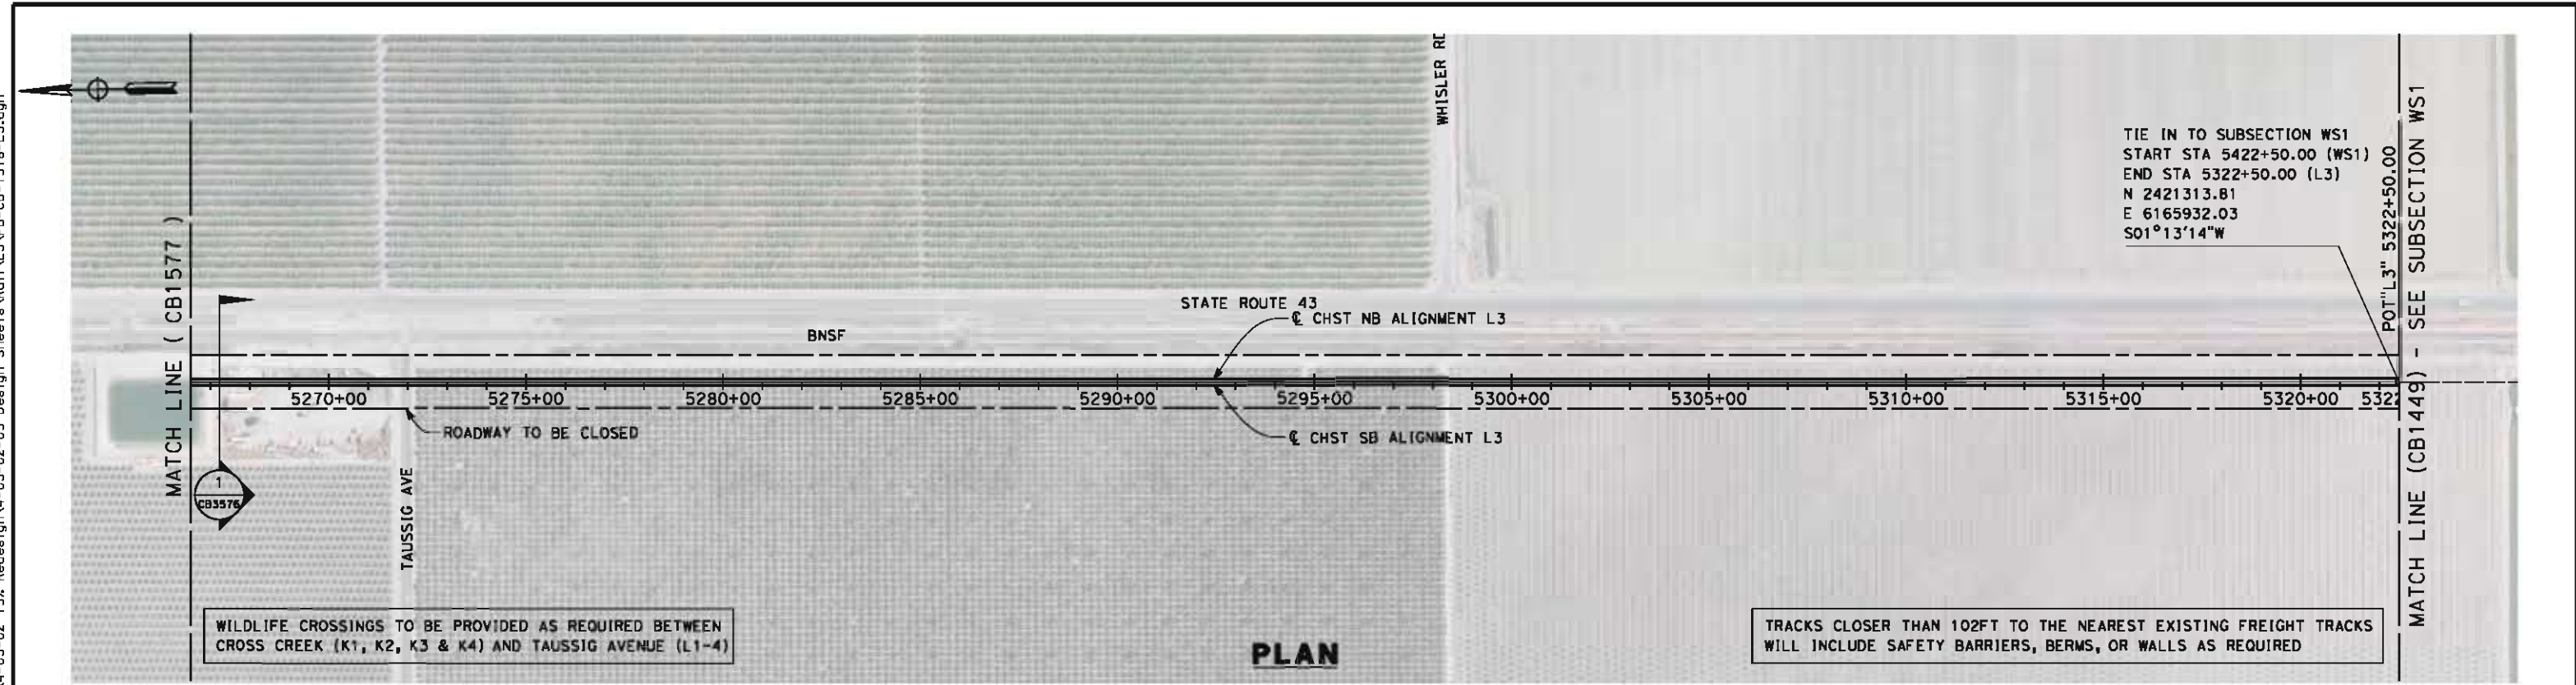 WHISLER RD
MATCH LINE ( CB1577 )
TIE IN TO SUBSECTION WS1
START STA 5422+50.00 (WS1)
END STA 5322+50.00 (L3)
N 2421313.81
E 6165932.03
S01°13'14"W
POT"L3" 5322+50.00
MATCH LINE (CB1449) - SEE SUBSECTION WS1
STATE ROUTE 43
℄ CHST NB ALIGNMENT L3
BNSF
5270+00 5275+00 5280+00 5285+00 5290+00 5295+00 5300+00 5305+00 5310+00 5315+00 5320+00 5322
ROADWAY TO BE CLOSED
℄ CHST SB ALIGNMENT L3
1
CB3576
TAUSSIG AVE
WILDLIFE CROSSINGS TO BE PROVIDED AS REQUIRED BETWEEN
CROSS CREEK (K1, K2, K3 & K4) AND TAUSSIG AVENUE (L1-4)
PLAN
TRACKS CLOSER THAN 102FT TO THE NEAREST EXISTING FREIGHT TRACKS
WILL INCLUDE SAFETY BARRIERS, BERMS, OR WALLS AS REQUIRED